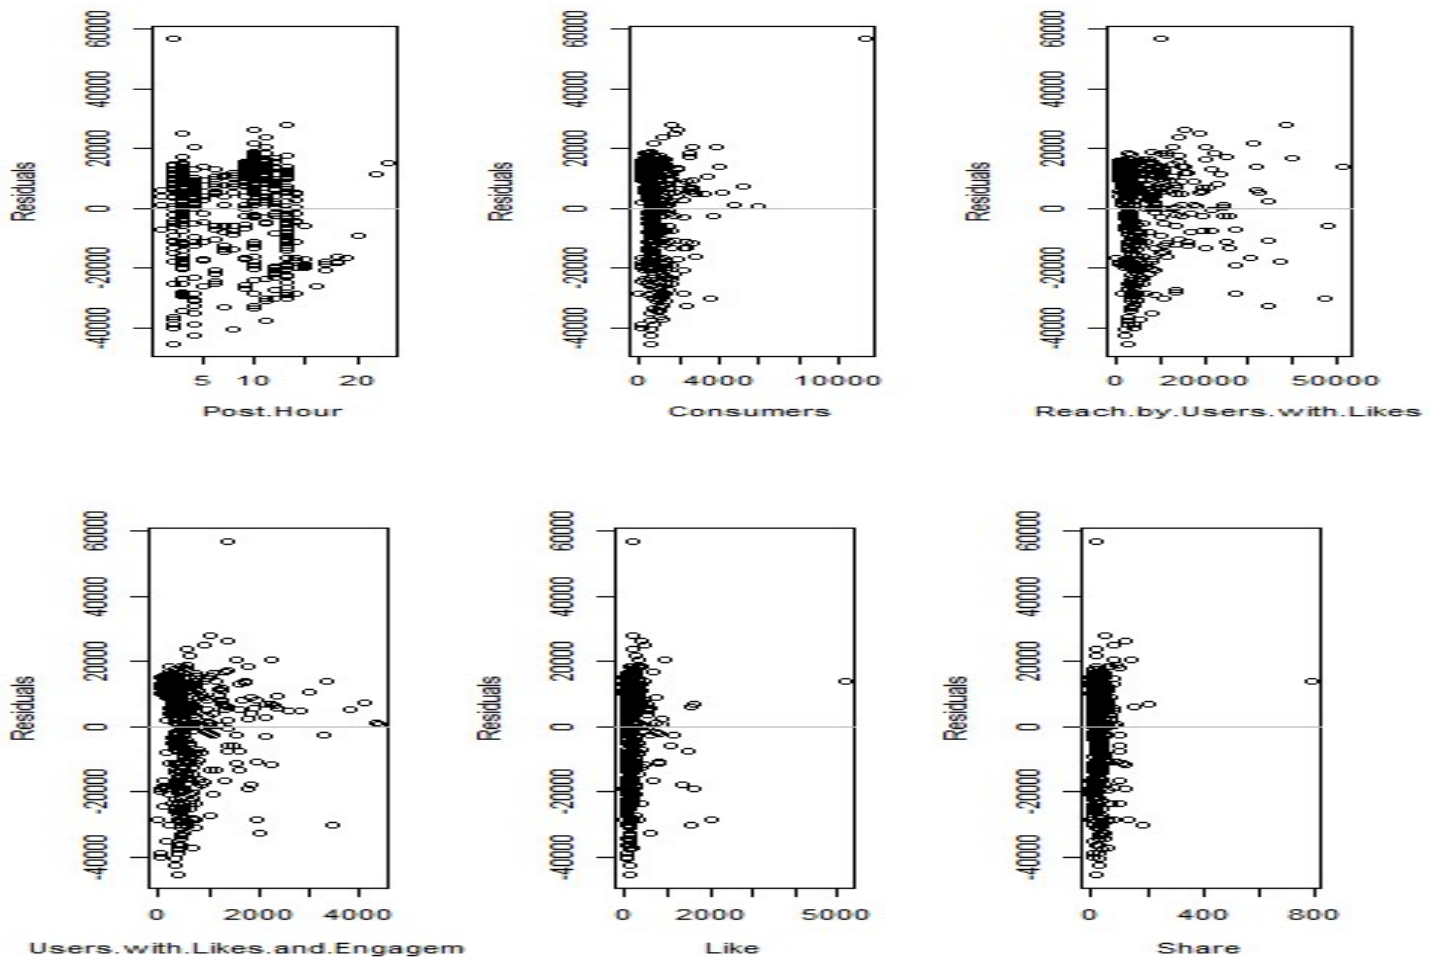 60000
40000
20000
0
-20000
-40000
Residuals
5 10 20
Post.Hour
60000
40000
20000
0
-20000
-40000
Residuals
0 4000 10000
Consumers
60000
40000
20000
0
-20000
-40000
Residuals
0 20000 50000
Reach.by.Users.with.Likes
60000
40000
20000
0
-20000
-40000
Residuals
0 2000 4000
Users.with.Likes.and.Engagem
60000
40000
20000
0
-20000
-40000
Residuals
0 2000 5000
Like
60000
40000
20000
0
-20000
-40000
Residuals
0 400 800
Share